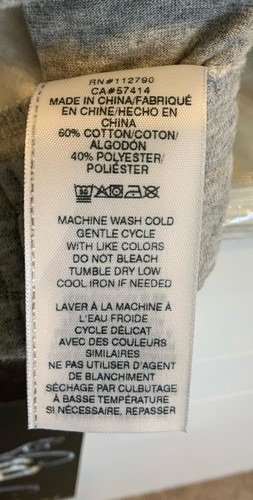 RN#112790
CA#57414
MADE IN CHINA/FABRIQUÉ
EN CHINE/HECHO EN
CHINA
60% COTTON/COTON/
ALGODÓN
40% POLYESTER/
POLIÉSTER
MACHINE WASH COLD
GENTLE CYCLE
WITH LIKE COLORS
DO NOT BLEACH
TUMBLE DRY LOW
COOL IRON IF NEEDED
LAVER À LA MACHINE À
L'EAU FROIDE
CYCLE DÉLICAT
AVEC DES COULEURS
SIMILAIRES
NE PAS UTILISER D'AGENT
DE BLANCHIMENT
SÉCHAGE PAR CULBUTAGE
À BASSE TEMPÉRATURE
SI NÉCESSAIRE, REPASSER